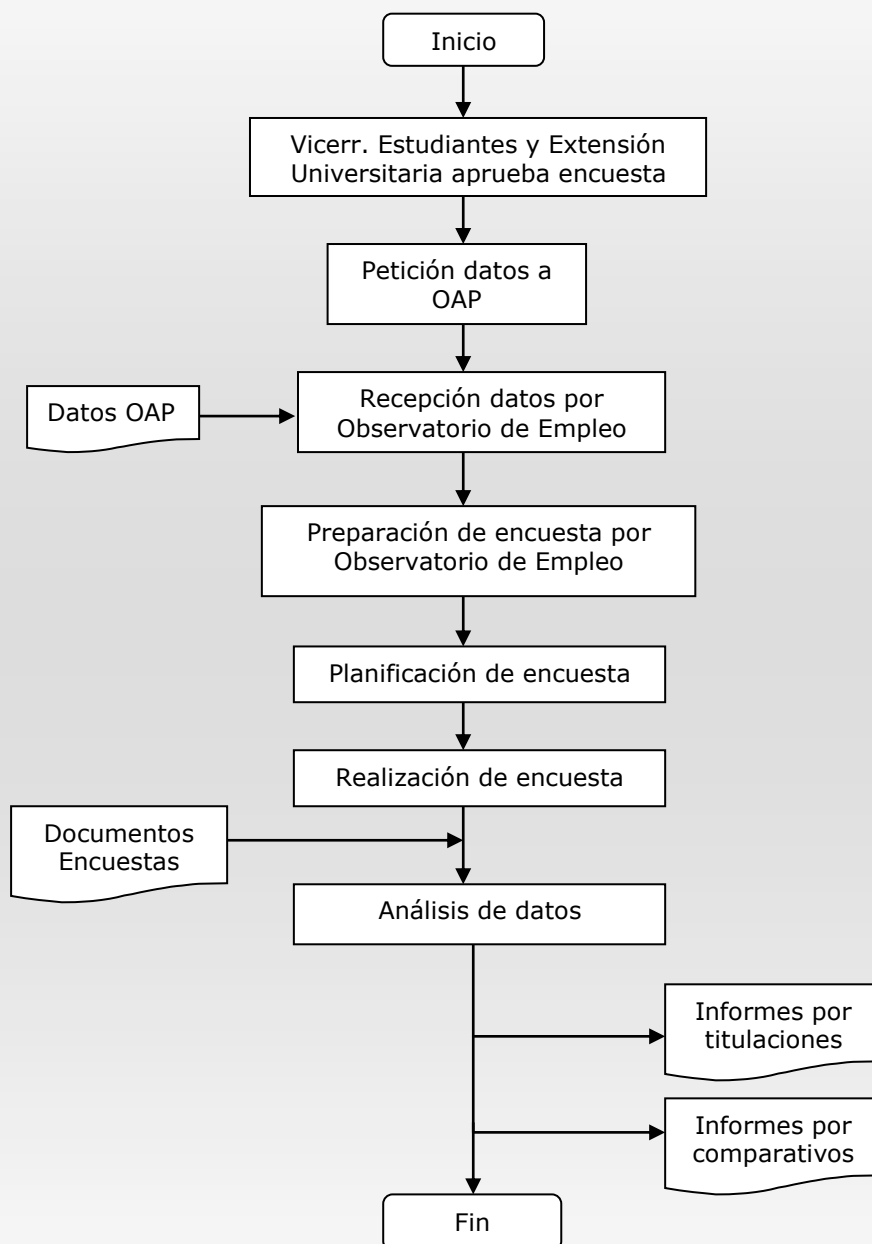 Inicio
Vicerr. Estudiantes y Extensión
Universitaria aprueba encuesta
Petición datos a
OAP
Datos OAP
Recepción datos por
Observatorio de Empleo
Preparación de encuesta por
Observatorio de Empleo
Planificación de encuesta
Realización de encuesta
Documentos
Encuestas
Análisis de datos
Informes por
titulaciones
Informes por
comparativos
Fin